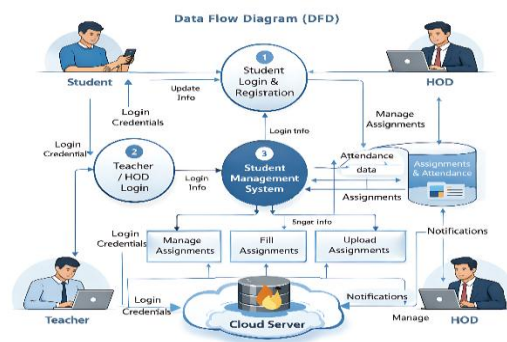 Data Flow Diagram (DFD)
1
Student
Login &
Registration
Student
HOD
Update
Info
Login
Credentials
Manage
Assignments
Login
Credential
Login Info
2
Teacher
/ HOD
Login
Login
Info
3
Student
Management
System
Attendance
data
Assignments
Assignments
& Attendance
Login
Credentials
Manage
Assignments
Fill
Assignments
Upload
Assignments
Notifications
Login
Credentials
Notifications
Cloud Server
Manage
Teacher
HOD